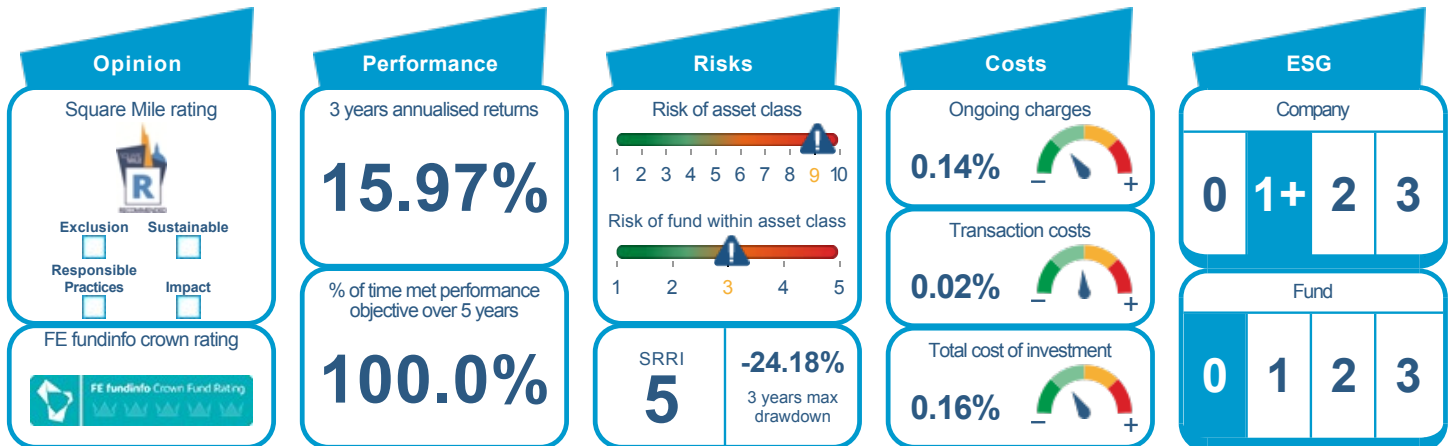 Opinion
Square Mile rating
R
RECOMMENDED
Exclusion
Sustainable
Responsible
Practices
Impact
FE fundinfo crown rating
FE fundinfo Crown Fund Rating
Performance
3 years annualised returns
15.97%
% of time met performance
objective over 5 years
100.0%
Risks
Risk of asset class
1 2 3 4 5 6 7 8 9 10
Risk of fund within asset class
1 2 3 4 5
SRRI
5
-24.18%
3 years max
drawdown
Costs
Ongoing charges
0.14%
– +
Transaction costs
0.02%
– +
Total cost of investment
0.16%
– +
ESG
Company
0 1+ 2 3
Fund
0 1 2 3